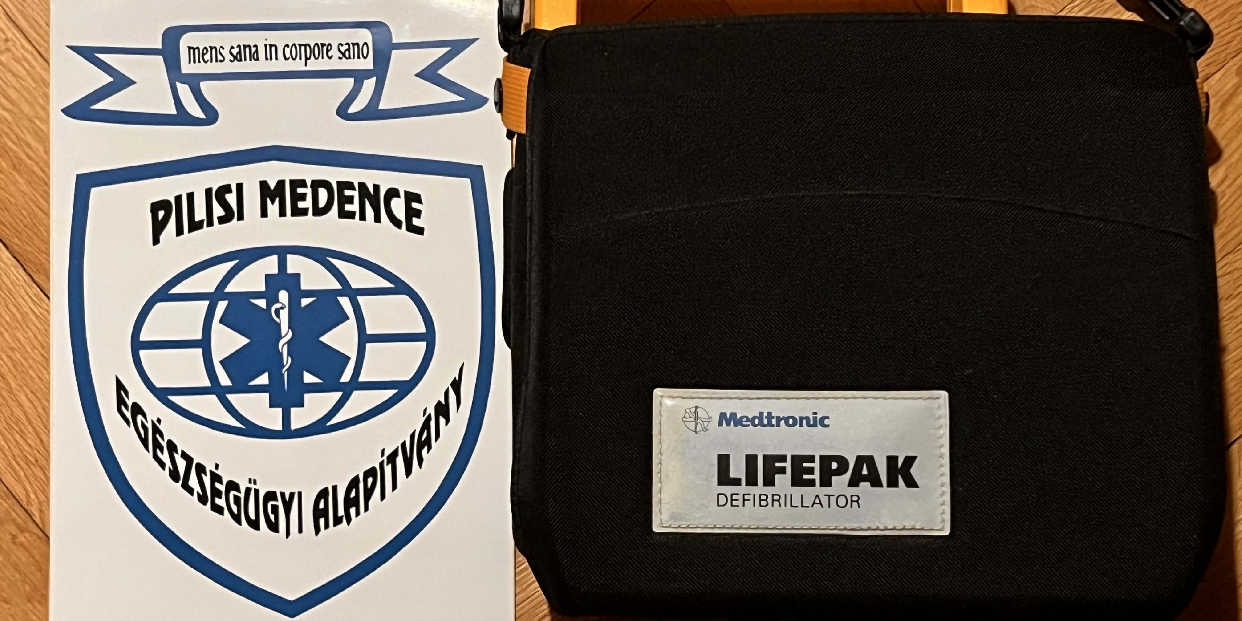 mens sana in corpore sano
PILISI MEDENCE
EGÉSZSÉGÜGYI ALAPÍTVÁNY
Medtronic
LIFEPAK
DEFIBRILLATOR